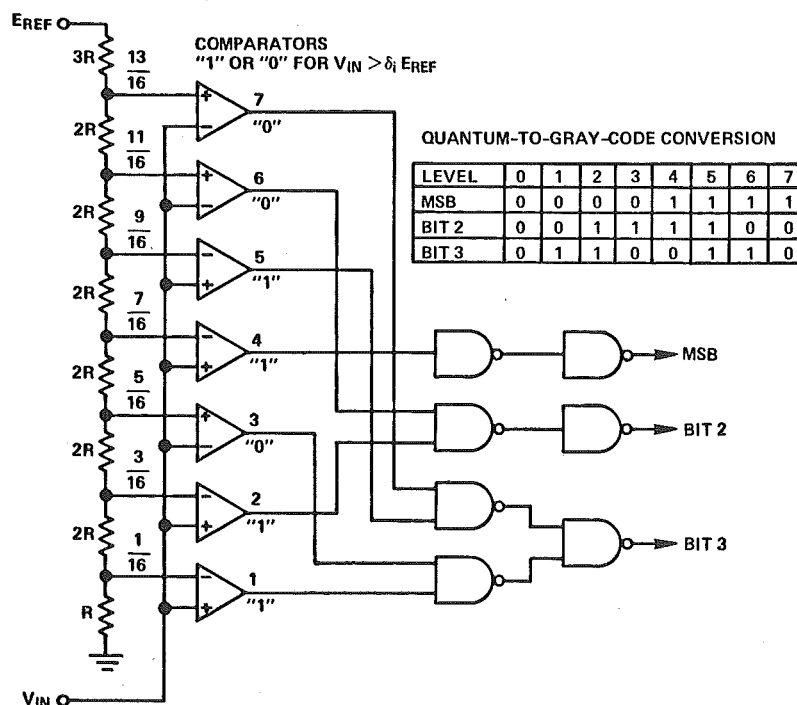 EREF
COMPARATORS
"1" OR "0" FOR VIN > δi EREF
3R
13
16
7
"0"
2R
11
16
6
"0"
2R
9
16
5
"1"
2R
7
16
4
"1"
2R
5
16
3
"0"
2R
3
16
2
"1"
2R
1
16
1
"1"
R
VIN
QUANTUM-TO-GRAY-CODE CONVERSION
LEVEL 0 1 2 3 4 5 6 7
MSB 0 0 0 0 1 1 1 1
BIT 2 0 0 1 1 1 1 0 0
BIT 3 0 1 1 0 0 1 1 0
MSB
BIT 2
BIT 3